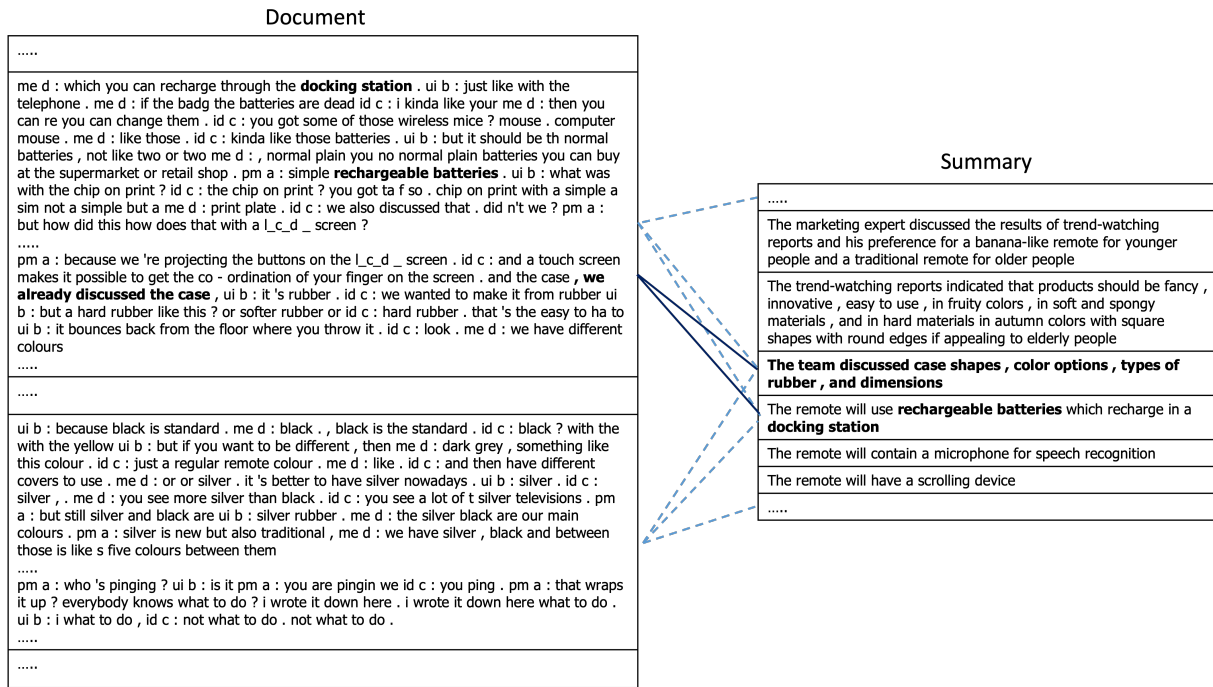 Document
.....
me d : which you can recharge through the docking station . ui b : just like with the
telephone . me d : if the badg the batteries are dead id c : i kinda like your me d : then you
can re you can change them . id c : you got some of those wireless mice ? mouse . computer
mouse . me d : like those . id c : kinda like those batteries . ui b : but it should be th normal
batteries , not like two or two me d : , normal plain you no normal plain batteries you can buy
at the supermarket or retail shop . pm a : simple rechargeable batteries . ui b : what was
with the chip on print ? id c : the chip on print ? you got ta f so . chip on print with a simple a
sim not a simple but a me d : print plate . id c : we also discussed that . did n't we ? pm a :
but how did this how does that with a l_c_d _ screen ?
.....
pm a : because we 're projecting the buttons on the l_c_d _ screen . id c : and a touch screen
makes it possible to get the co - ordination of your finger on the screen . and the case , we
already discussed the case , ui b : it 's rubber . id c : we wanted to make it from rubber ui
b : but a hard rubber like this ? or softer rubber or id c : hard rubber . that 's the easy to ha to
ui b : it bounces back from the floor where you throw it . id c : look . me d : we have different
colours
.....
.....
ui b : because black is standard . me d : black . , black is the standard . id c : black ? with the
with the yellow ui b : but if you want to be different , then me d : dark grey , something like
this colour . id c : just a regular remote colour . me d : like . id c : and then have different
covers to use . me d : or or silver . it 's better to have silver nowadays . ui b : silver . id c :
silver , . me d : you see more silver than black . id c : you see a lot of t silver televisions . pm
a : but still silver and black are ui b : silver rubber . me d : the silver black are our main
colours . pm a : silver is new but also traditional , me d : we have silver , black and between
those is like s five colours between them
.....
pm a : who 's pinging ? ui b : is it pm a : you are pingin we id c : you ping . pm a : that wraps
it up ? everybody knows what to do ? i wrote it down here . i wrote it down here what to do .
ui b : i what to do , id c : not what to do . not what to do .
.....
.....
Summary
.....
The marketing expert discussed the results of trend-watching
reports and his preference for a banana-like remote for younger
people and a traditional remote for older people
The trend-watching reports indicated that products should be fancy ,
innovative , easy to use , in fruity colors , in soft and spongy
materials , and in hard materials in autumn colors with square
shapes with round edges if appealing to elderly people
The team discussed case shapes , color options , types of
rubber , and dimensions
The remote will use rechargeable batteries which recharge in a
docking station
The remote will contain a microphone for speech recognition
The remote will have a scrolling device
.....